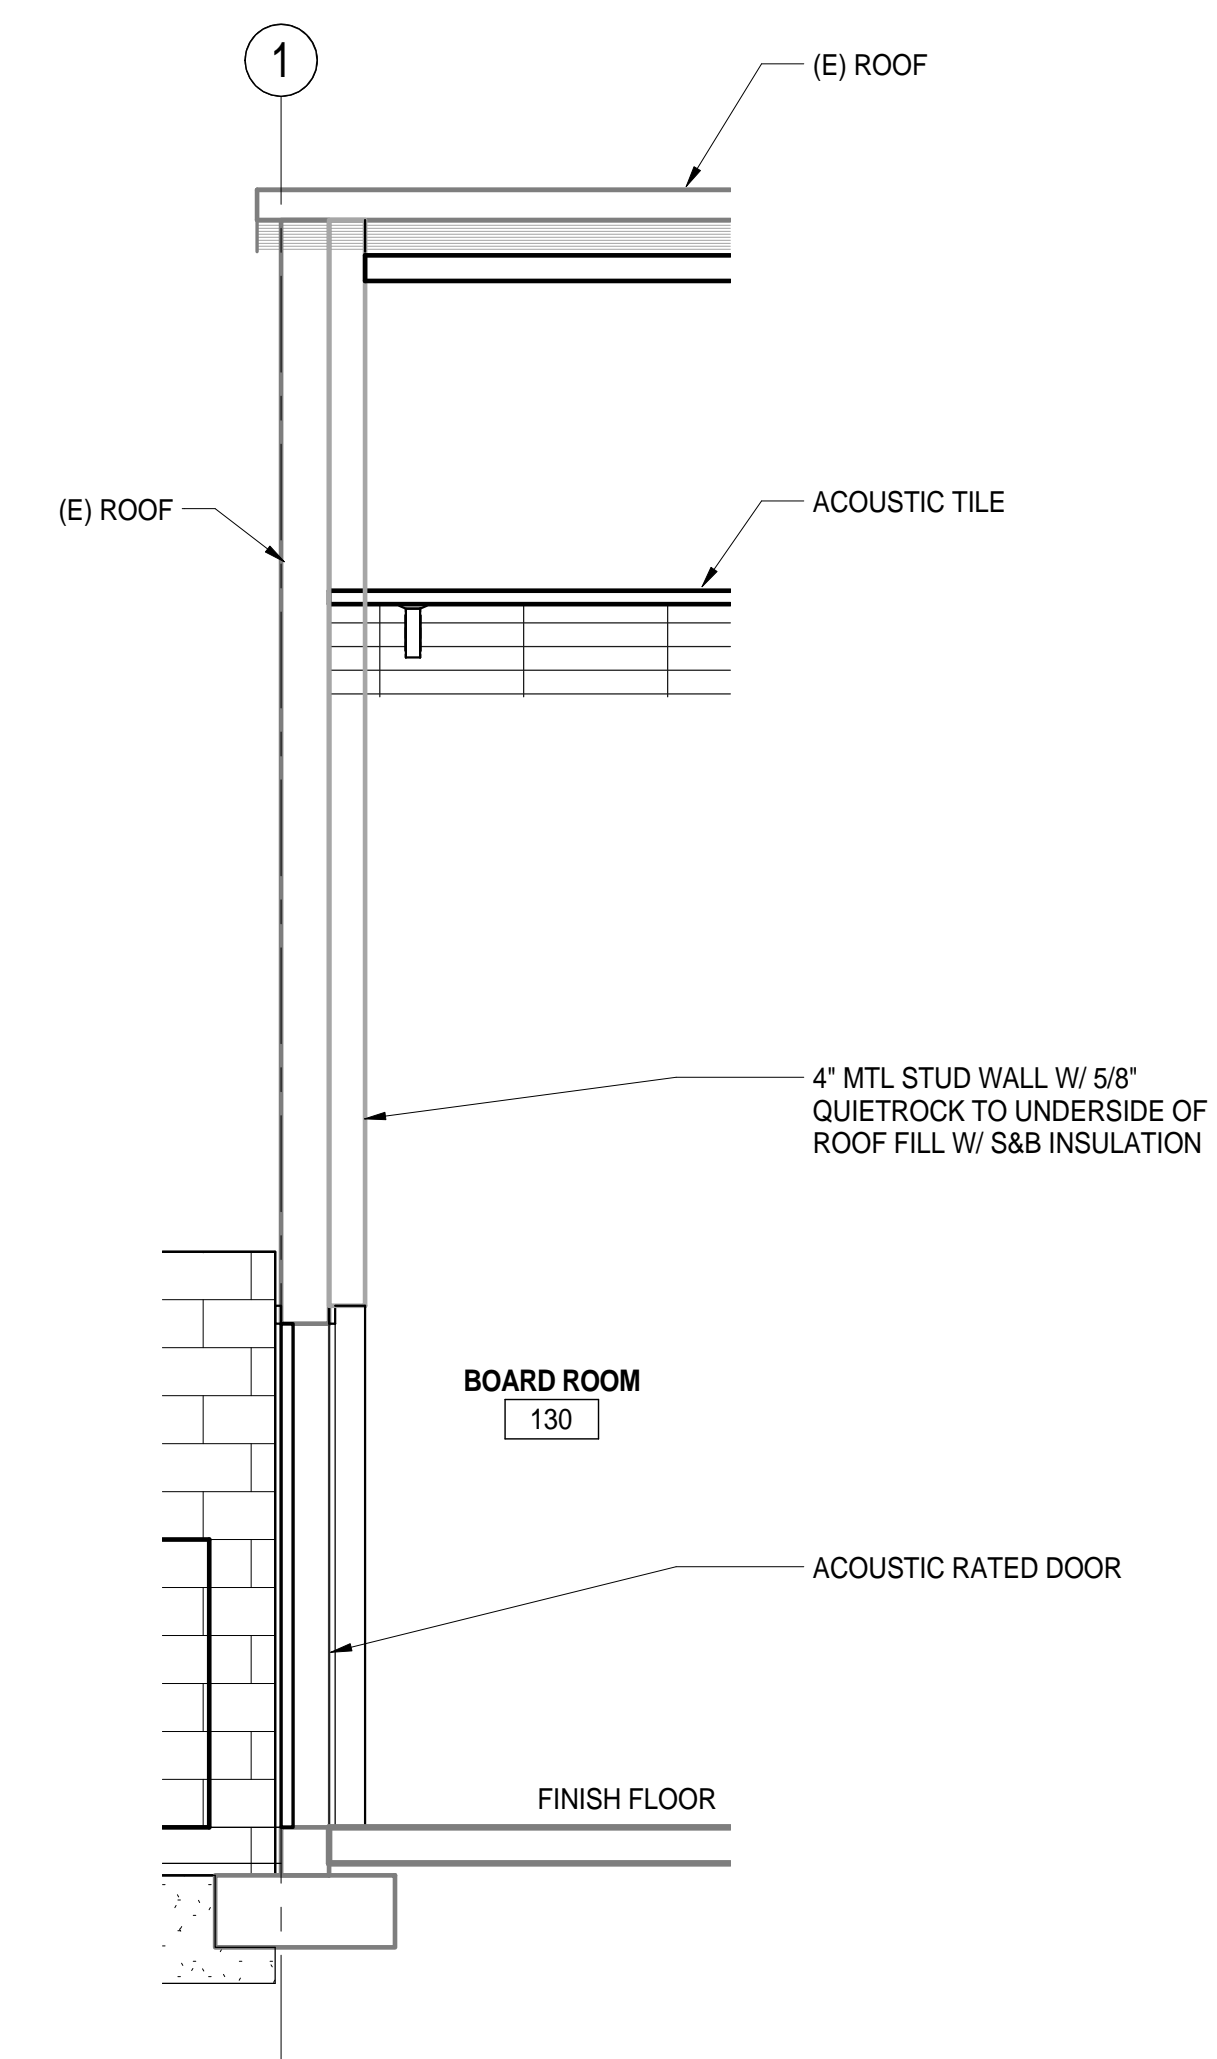 1
(E) ROOF
(E) ROOF
ACOUSTIC TILE
4" MTL STUD WALL W/ 5/8"
QUIETROCK TO UNDERSIDE OF
ROOF FILL W/ S&B INSULATION
BOARD ROOM
130
ACOUSTIC RATED DOOR
FINISH FLOOR